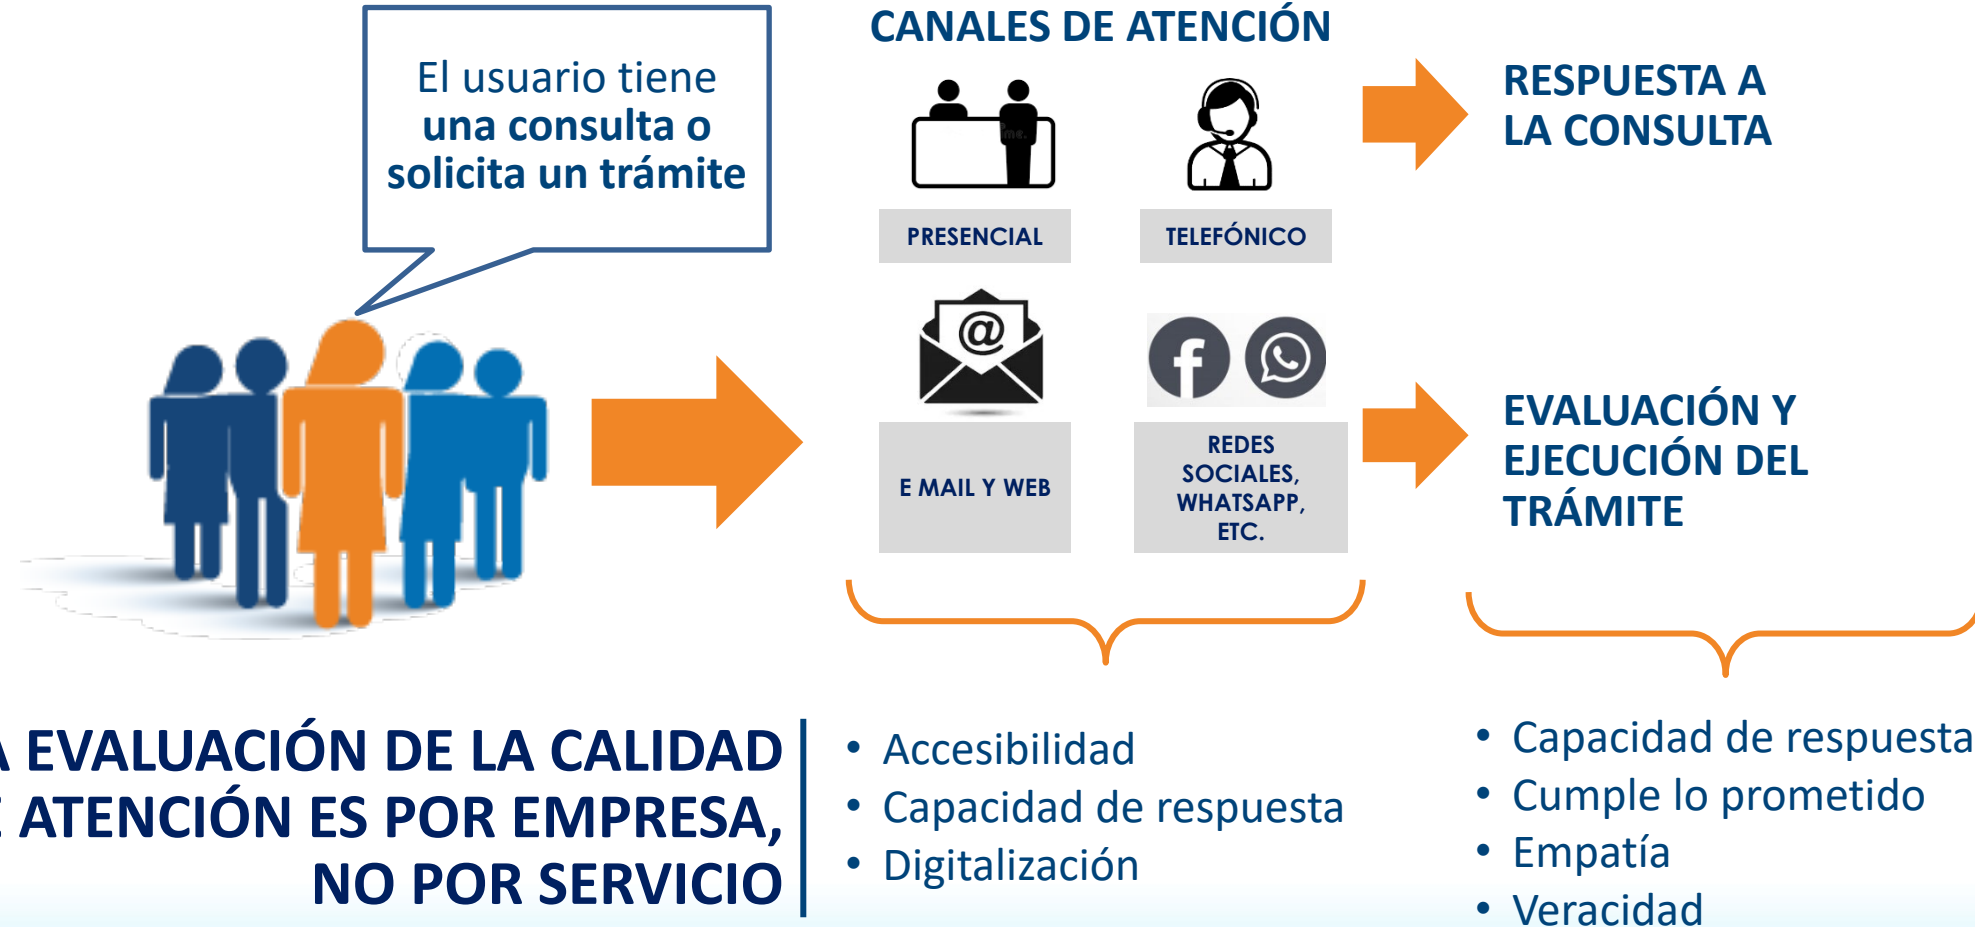 El usuario tiene
una consulta o
solicita un trámite
CANALES DE ATENCIÓN
PRESENCIAL
TELEFÓNICO
E MAIL Y WEB
REDES
SOCIALES,
WHATSAPP,
ETC.
RESPUESTA A
LA CONSULTA
EVALUACIÓN Y
EJECUCIÓN DEL
TRÁMITE
A EVALUACIÓN DE LA CALIDAD
E ATENCIÓN ES POR EMPRESA,
NO POR SERVICIO
• Accesibilidad
• Capacidad de respuesta
• Digitalización
• Capacidad de respuesta
• Cumple lo prometido
• Empatía
• Veracidad